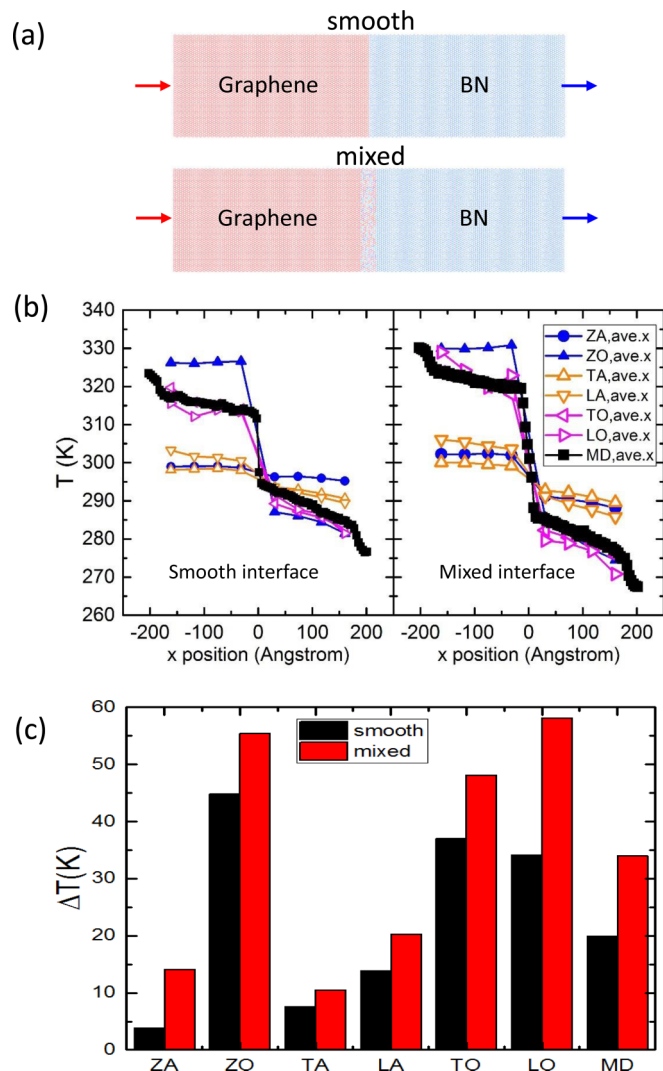 (a)
smooth
Graphene BN
mixed
Graphene BN
(b)
T (K)
340
330
320
310
300
290
280
270
260
Smooth interface
Mixed interface
ZA,ave.x
ZO,ave.x
TA,ave.x
LA,ave.x
TO,ave.x
LO,ave.x
MD,ave.x
-200 -100 0 100 200 -200 -100 0 100 200
x position (Angstrom) x position (Angstrom)
(c)
ΔT(K)
60
50
40
30
20
10
0
smooth
mixed
ZA ZO TA LA TO LO MD